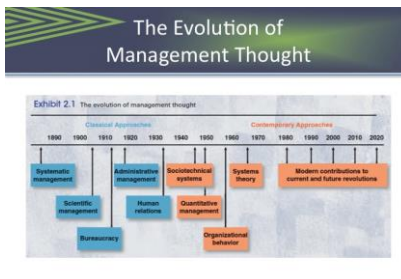 The Evolution of
Management Thought
Exhibit 2.1 The evolution of management thought
Classical Approaches Contemporary Approaches
1890 1900 1910 1920 1930 1940 1950 1960 1970 1980 1990 2000 2010 2020
Systematic
management
Administrative
management
Sociotechnical
systems
Systems
theory
Modern contributions to
current and future revolutions
Scientific
management
Human
relations
Quantitative
management
Bureaucracy
Organizational
behavior